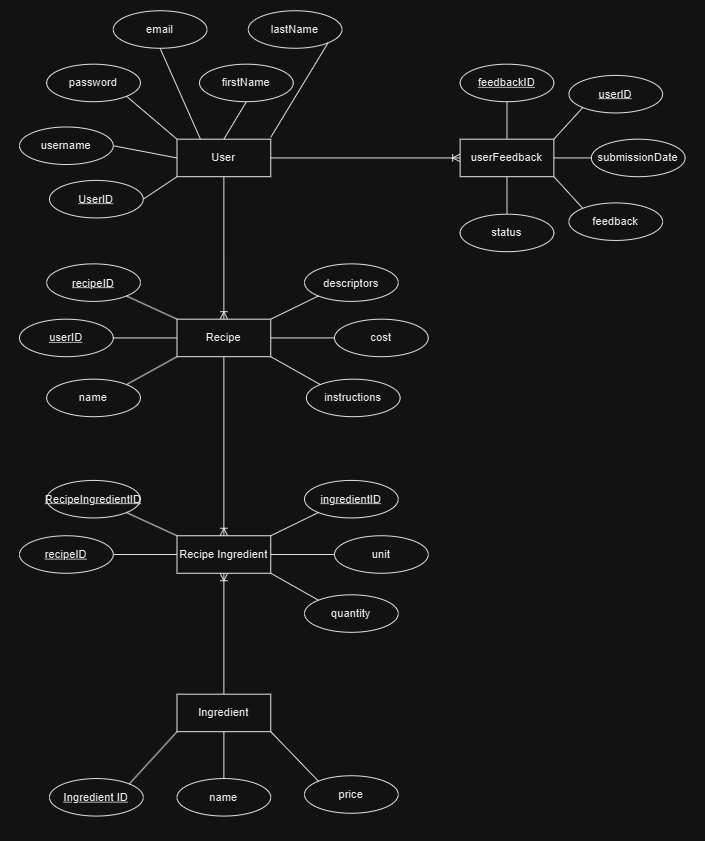 email
lastName
password
firstName
feedbackID
userID
username
User
userFeedback
submissionDate
UserID
status
feedback
recipeID
descriptors
userID
Recipe
cost
name
instructions
RecipeIngredientID
ingredientID
recipeID
Recipe Ingredient
unit
quantity
Ingredient
Ingredient ID
name
price